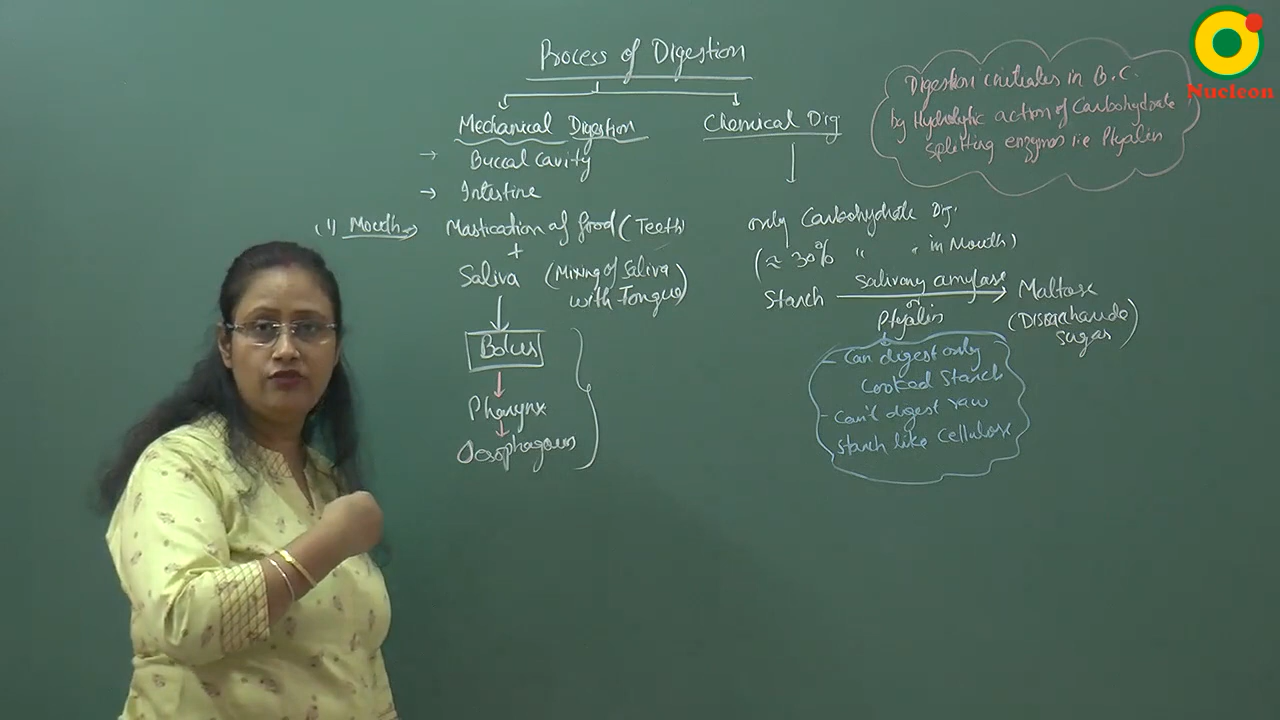 Process of Digestion
Mechanical Digestion
Chemical Dig
→ Buccal cavity
→ Intestine
(1) Mouth → Mastication of food (Teeth)
+
Saliva (Mixing of Saliva
with Tongue)
Bolus
Pharynx
Oesophagous
only Carbohydrate Dig.
(≈ 30% " " in Mouth)
Starch salivary amylase Maltose
or
Ptyalin
(Disaccharide
sugar)
- Can digest only
Cooked Starch
- Can't digest raw
Starch like Cellulose
Digestion initiates in B.C.
by Hydrolytic action of Carbohydrate
splitting enzymes i.e Ptyalin
Nucleon